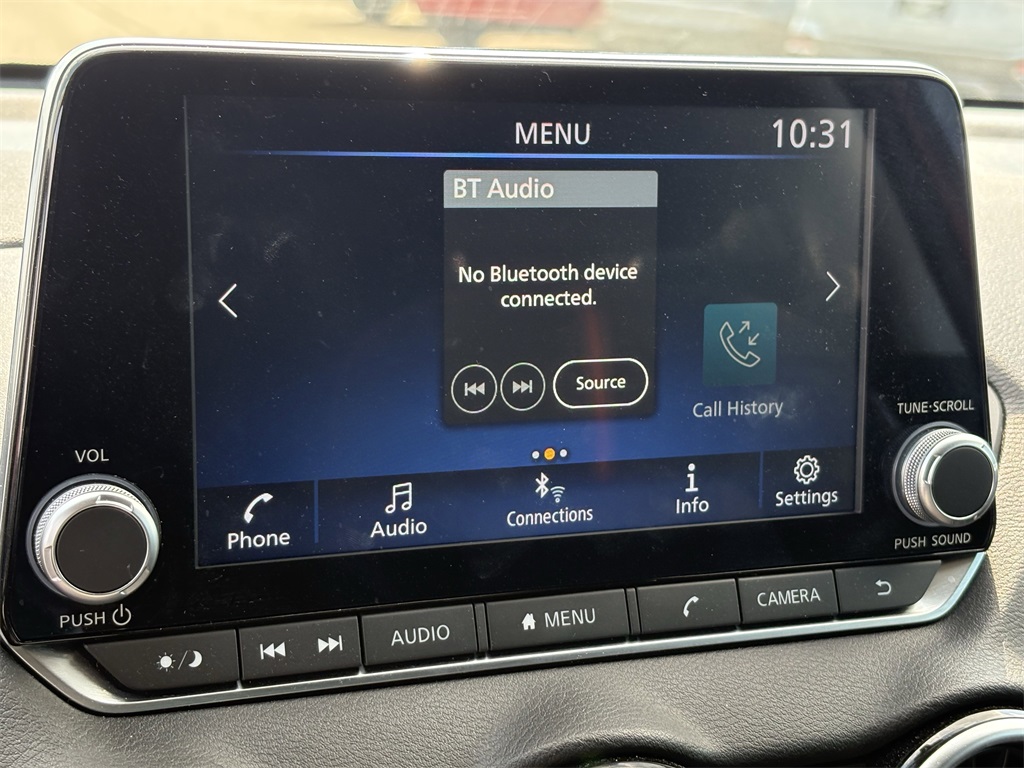 MENU
10:31
BT Audio
No Bluetooth device
connected.
Source
Call History
VOL
TUNE·SCROLL
Phone
Audio
Connections
Info
Settings
PUSH
PUSH SOUND
AUDIO
MENU
CAMERA